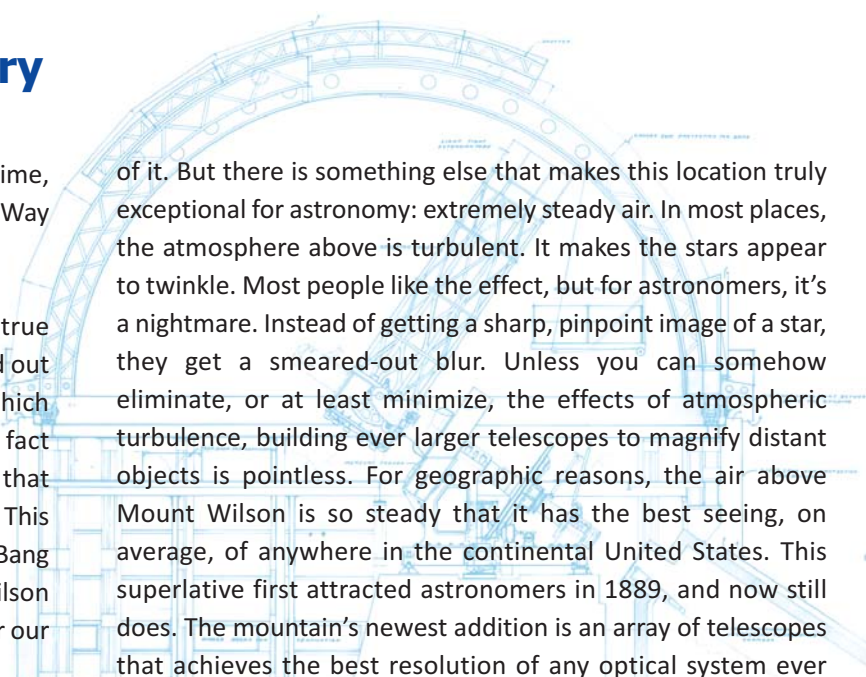 ry
ime,
Way
true
out
hich
fact
that
This
Bang
ilson
r our
of it. But there is something else that makes this location truly
exceptional for astronomy: extremely steady air. In most places,
the atmosphere above is turbulent. It makes the stars appear
to twinkle. Most people like the effect, but for astronomers, it’s
a nightmare. Instead of getting a sharp, pinpoint image of a star,
they get a smeared-out blur. Unless you can somehow
eliminate, or at least minimize, the effects of atmospheric
turbulence, building ever larger telescopes to magnify distant
objects is pointless. For geographic reasons, the air above
Mount Wilson is so steady that it has the best seeing, on
average, of anywhere in the continental United States. This
superlative first attracted astronomers in 1889, and now still
does. The mountain’s newest addition is an array of telescopes
that achieves the best resolution of any optical system ever